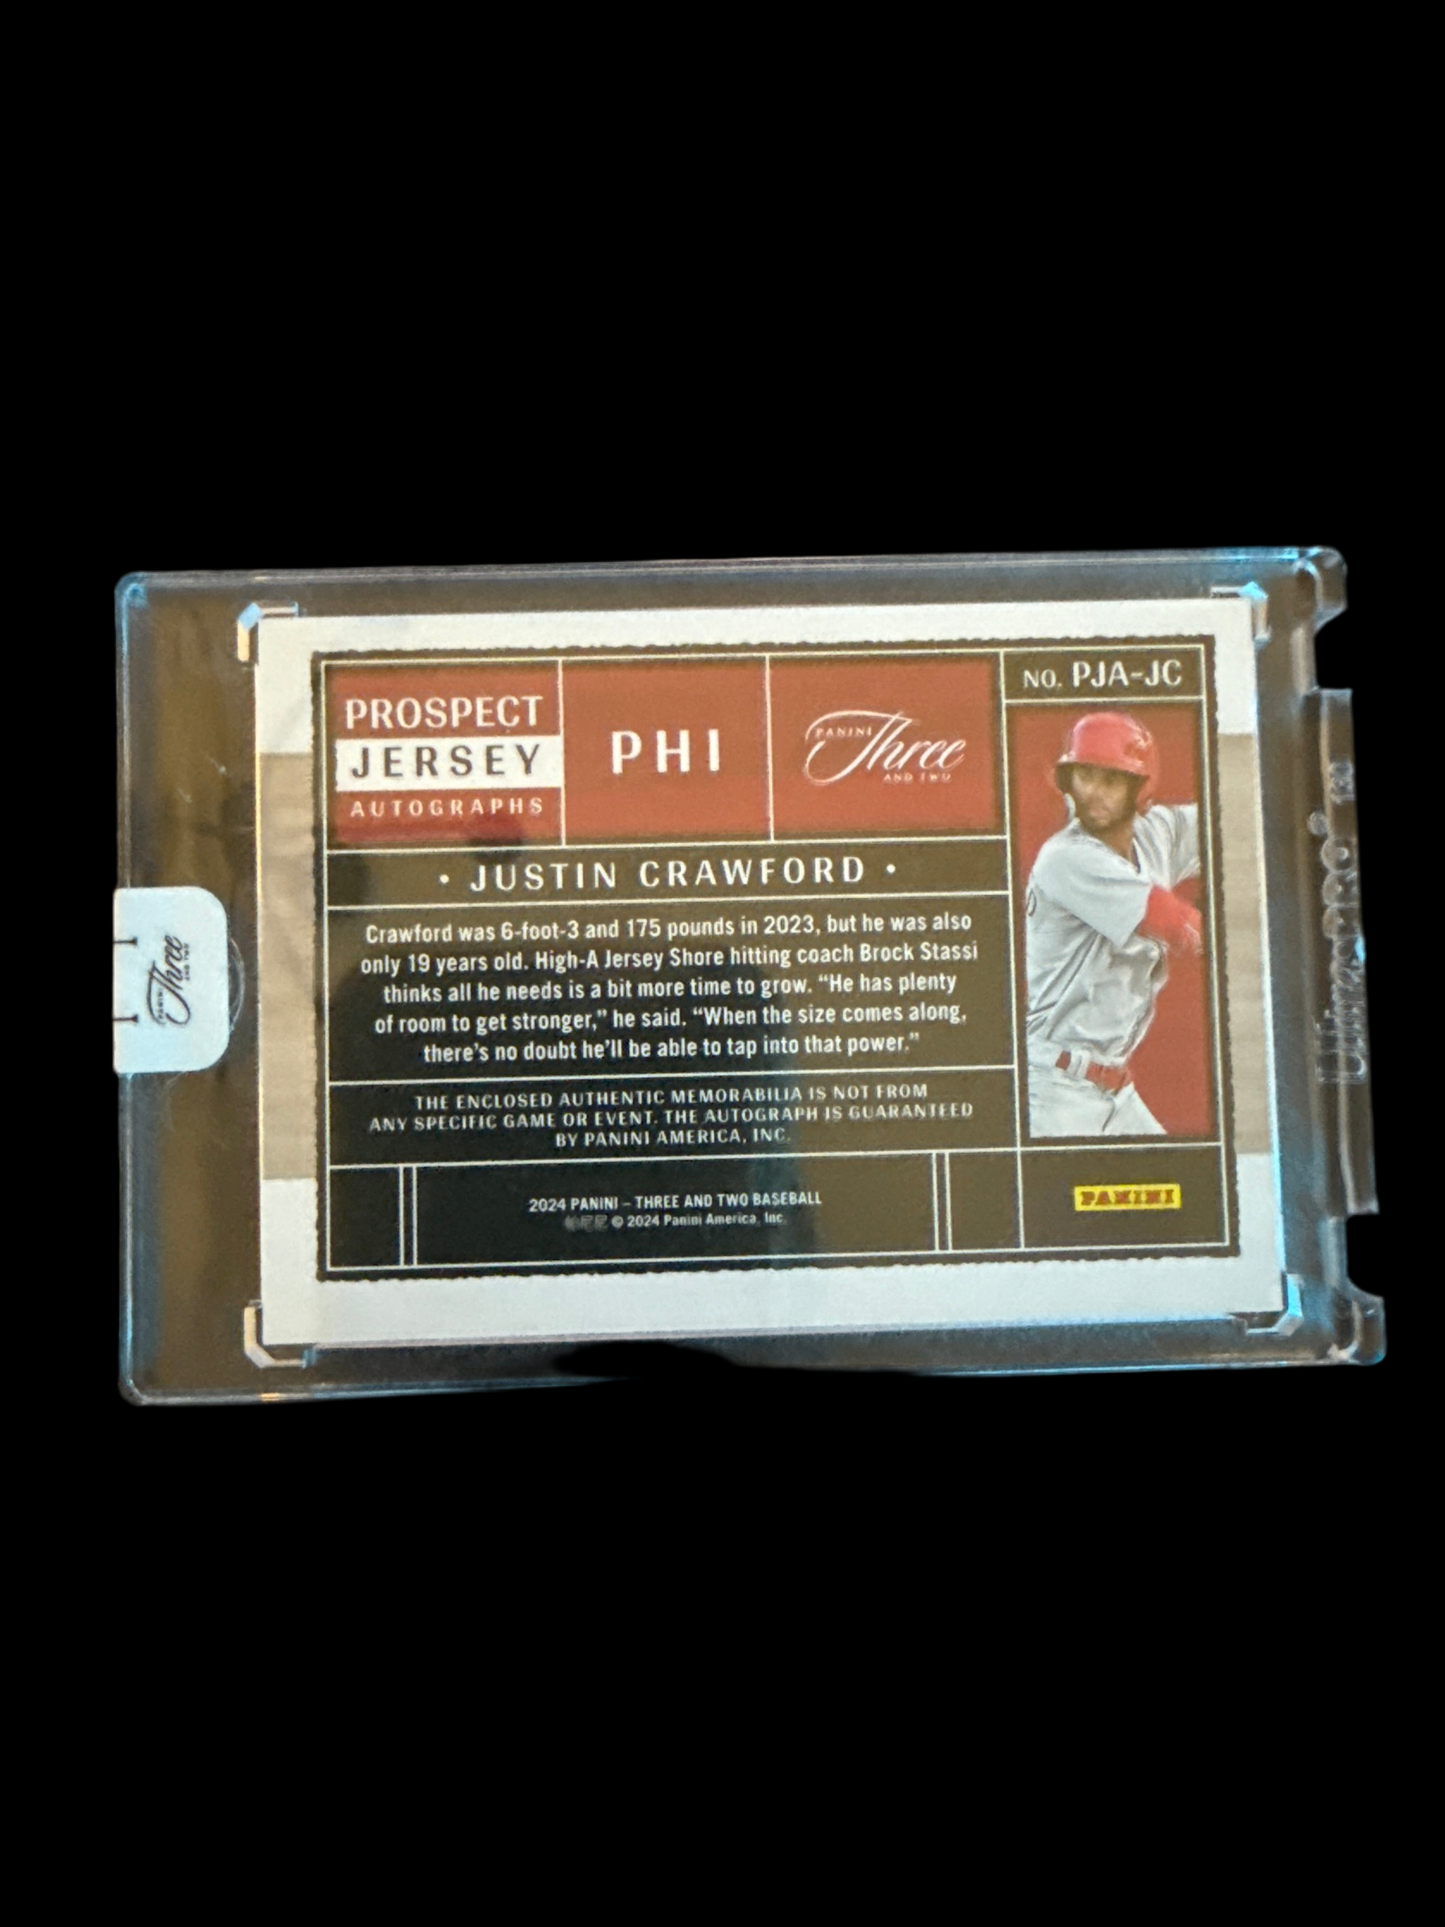 PROSPECT
JERSEY
AUTOGRAPHS
PHI
PANINI
Three
AND TWO
NO. PJA-JC
• JUSTIN CRAWFORD •
Crawford was 6-foot-3 and 175 pounds in 2023, but he was also
only 19 years old. High-A Jersey Shore hitting coach Brock Stassi
thinks all he needs is a bit more time to grow. “He has plenty
of room to get stronger,” he said. “When the size comes along,
there’s no doubt he’ll be able to tap into that power.”
THE ENCLOSED AUTHENTIC MEMORABILIA IS NOT FROM
ANY SPECIFIC GAME OR EVENT. THE AUTOGRAPH IS GUARANTEED
BY PANINI AMERICA, INC.
2024 PANINI – THREE AND TWO BASEBALL
© 2024 Panini America, Inc.
PANINI
PANINI
Three
AND TWO
UltraPRO® 130